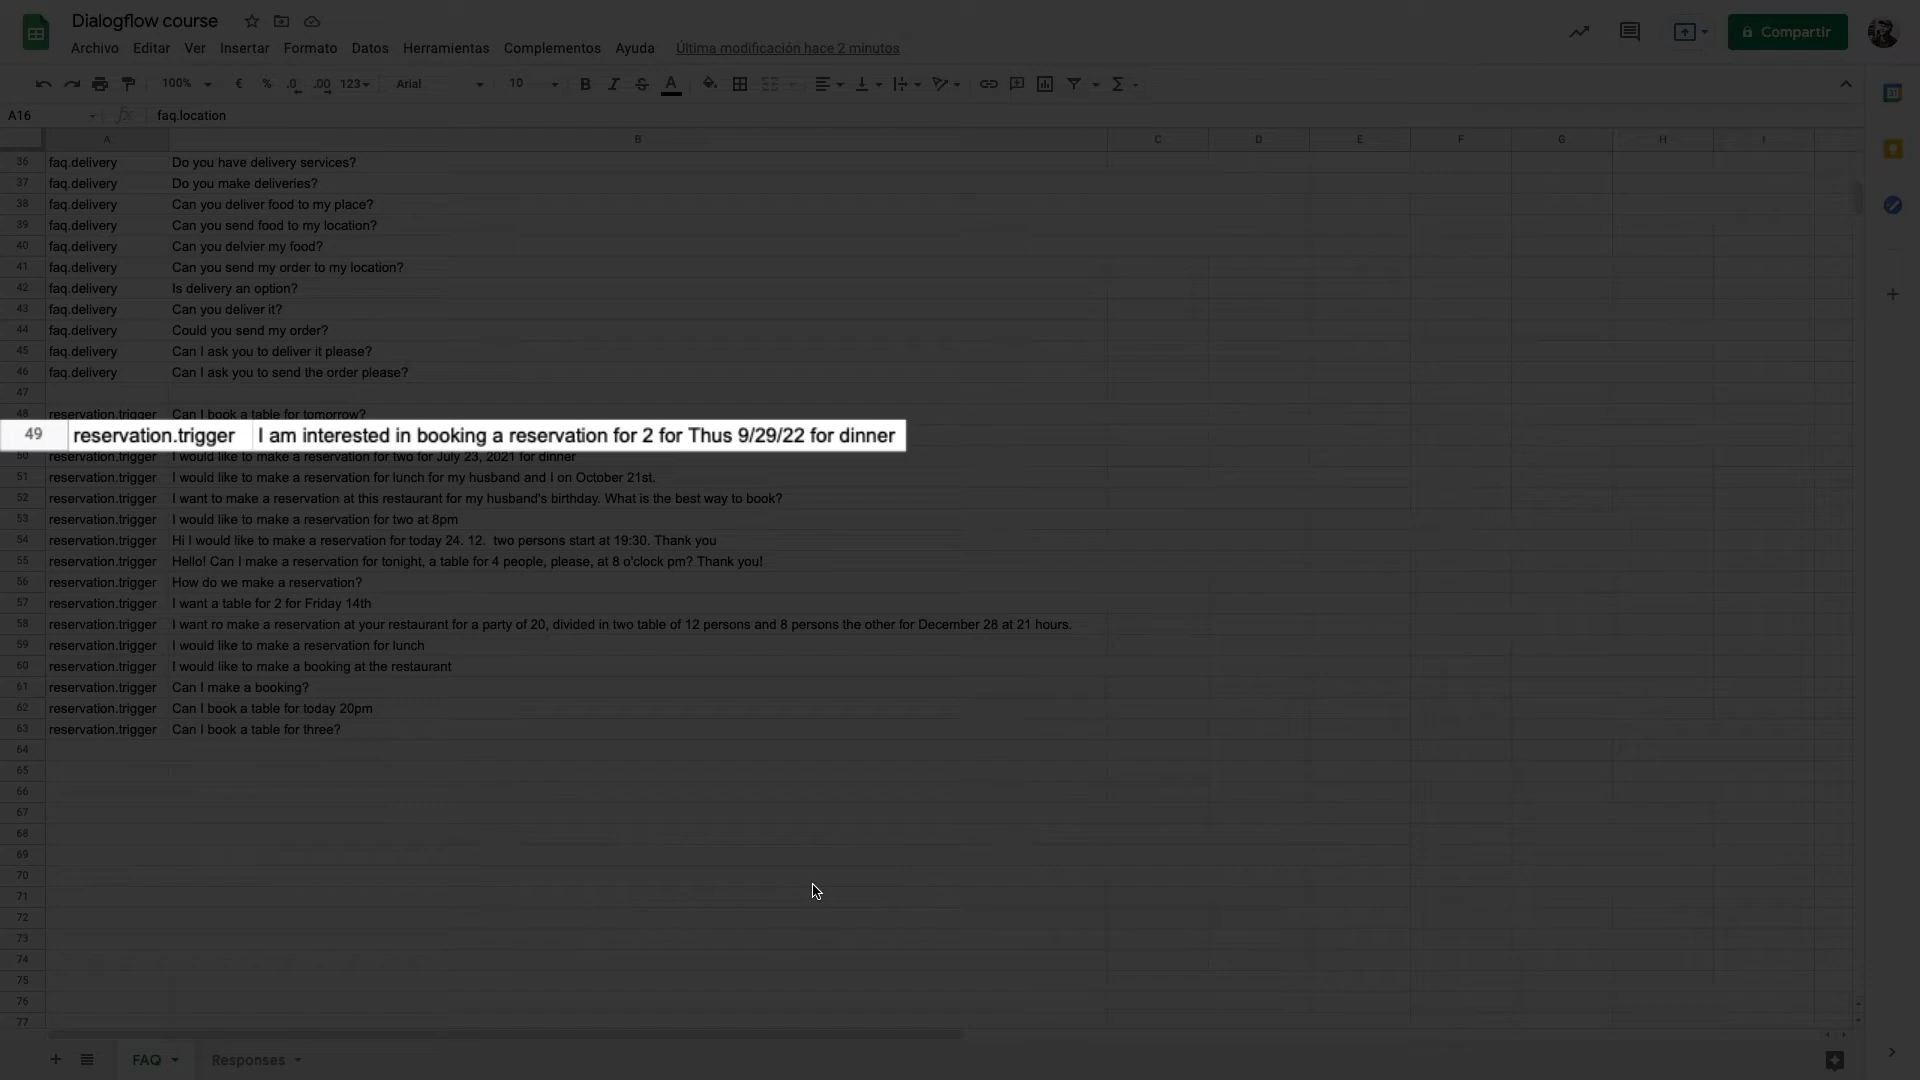 Dialogflow course
Archivo Editar Ver Insertar Formato Datos Herramientas Complementos Ayuda Última modificación hace 2 minutos
Compartir
100% € % .0 .00 123 Arial 10 B I S A
A16 fx faq.location
A B C D E F G H I
36 faq.delivery Do you have delivery services?
37 faq.delivery Do you make deliveries?
38 faq.delivery Can you deliver food to my place?
39 faq.delivery Can you send food to my location?
40 faq.delivery Can you delvier my food?
41 faq.delivery Can you send my order to my location?
42 faq.delivery Is delivery an option?
43 faq.delivery Can you deliver it?
44 faq.delivery Could you send my order?
45 faq.delivery Can I ask you to deliver it please?
46 faq.delivery Can I ask you to send the order please?
47
48 reservation.trigger Can I book a table for tomorrow?
49 reservation.trigger I am interested in booking a reservation for 2 for Thus 9/29/22 for dinner
50 reservation.trigger I would like to make a reservation for two for July 23, 2021 for dinner
51 reservation.trigger I would like to make a reservation for lunch for my husband and I on October 21st.
52 reservation.trigger I want to make a reservation at this restaurant for my husband's birthday. What is the best way to book?
53 reservation.trigger I would like to make a reservation for two at 8pm
54 reservation.trigger Hi I would like to make a reservation for today 24. 12. two persons start at 19:30. Thank you
55 reservation.trigger Hello! Can I make a reservation for tonight, a table for 4 people, please, at 8 o'clock pm? Thank you!
56 reservation.trigger How do we make a reservation?
57 reservation.trigger I want a table for 2 for Friday 14th
58 reservation.trigger I want ro make a reservation at your restaurant for a party of 20, divided in two table of 12 persons and 8 persons the other for December 28 at 21 hours.
59 reservation.trigger I would like to make a reservation for lunch
60 reservation.trigger I would like to make a booking at the restaurant
61 reservation.trigger Can I make a booking?
62 reservation.trigger Can I book a table for today 20pm
63 reservation.trigger Can I book a table for three?
64
65
66
67
68
69
70
71
72
73
74
75
76
77
FAQ Responses